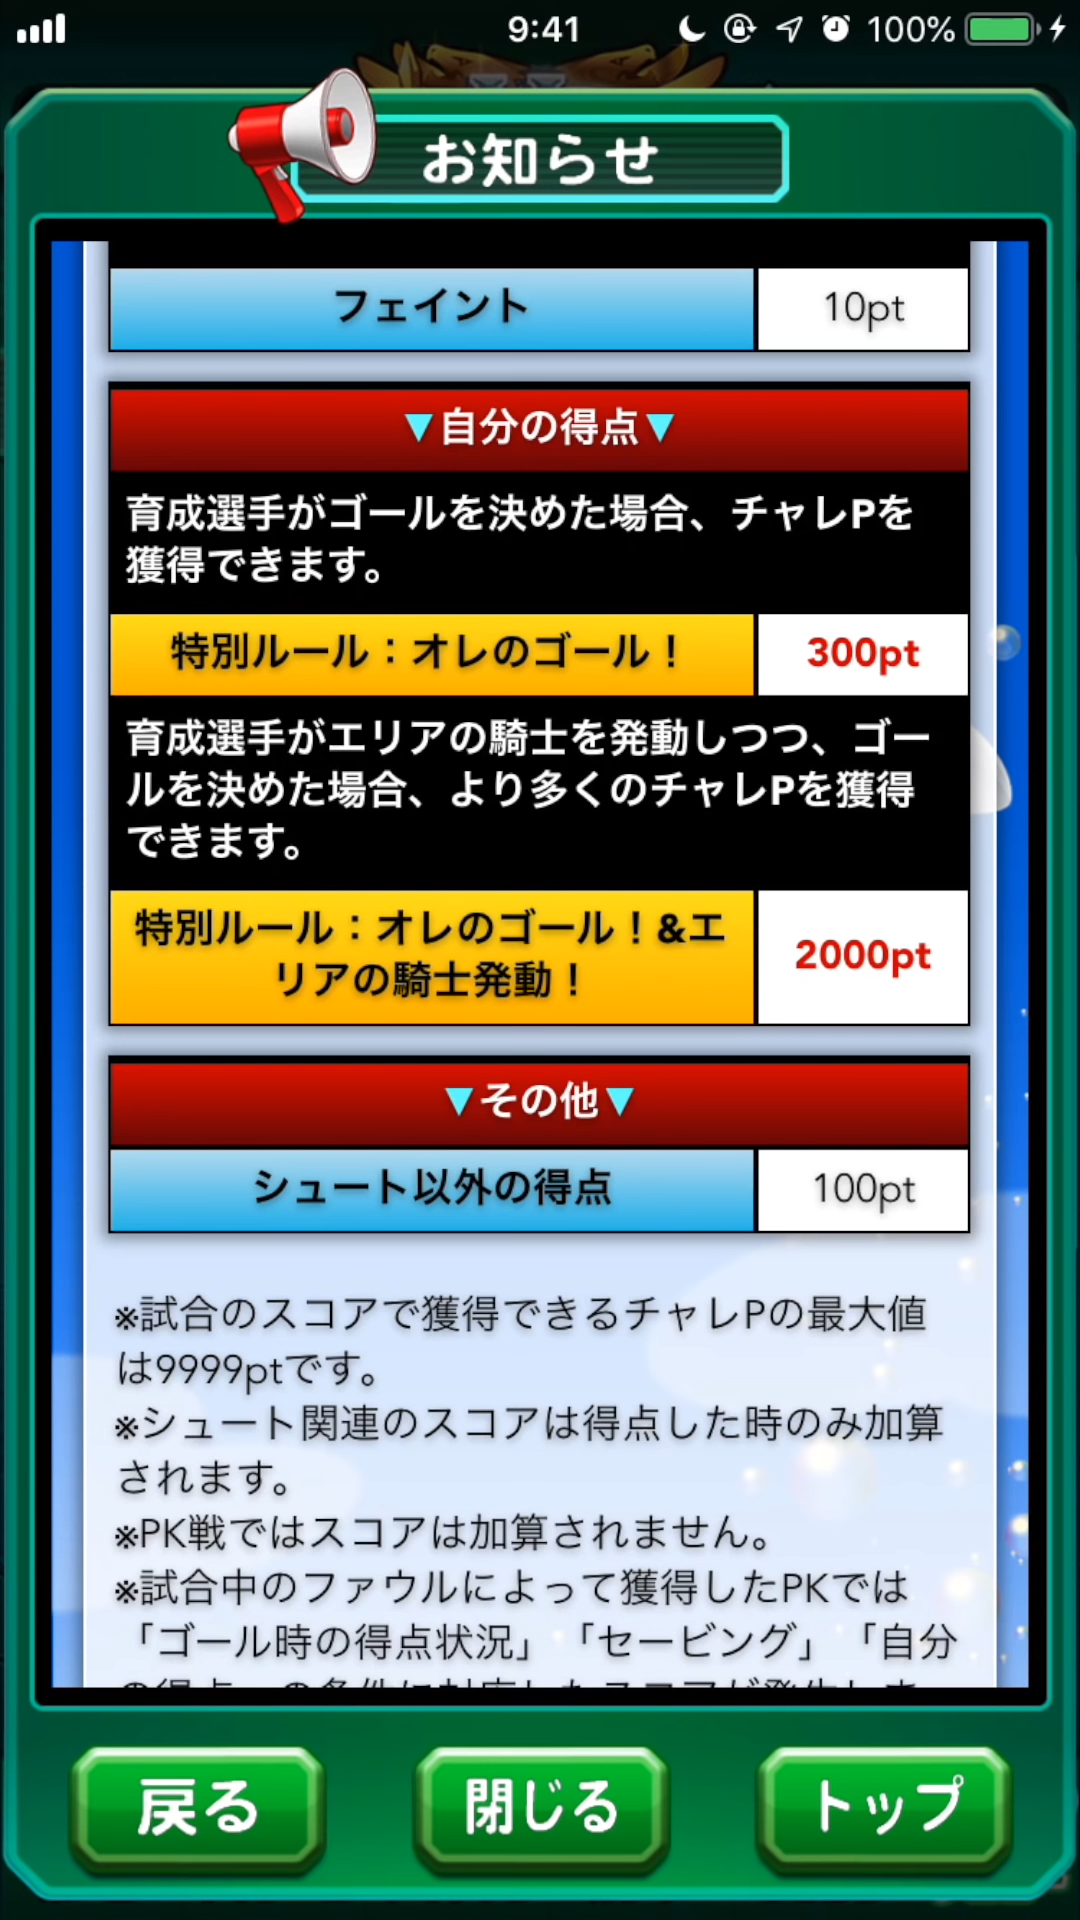 9:41
100%
お知らせ
フェイント
10pt
▼自分の得点▼
育成選手がゴールを決めた場合、チャレPを
獲得できます。
特別ルール：オレのゴール！
300pt
育成選手がエリアの騎士を発動しつつ、ゴー
ルを決めた場合、より多くのチャレPを獲得
できます。
特別ルール：オレのゴール！&エ
リアの騎士発動！
2000pt
▼その他▼
シュート以外の得点
100pt
※試合のスコアで獲得できるチャレPの最大値
は9999ptです。
※シュート関連のスコアは得点した時のみ加算
されます。
※PK戦ではスコアは加算されません。
※試合中のファウルによって獲得したPKでは
「ゴール時の得点状況」「セービング」「自分
戻る
閉じる
トップ